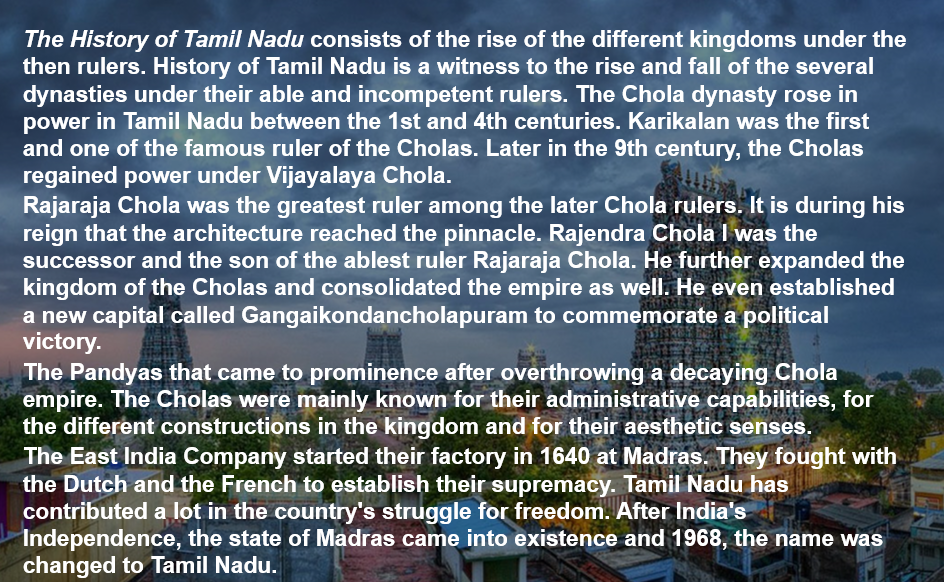 The History of Tamil Nadu consists of the rise of the different kingdoms under the
then rulers. History of Tamil Nadu is a witness to the rise and fall of the several
dynasties under their able and incompetent rulers. The Chola dynasty rose in
power in Tamil Nadu between the 1st and 4th centuries. Karikalan was the first
and one of the famous ruler of the Cholas. Later in the 9th century, the Cholas
regained power under Vijayalaya Chola.
Rajaraja Chola was the greatest ruler among the later Chola rulers. It is during his
reign that the architecture reached the pinnacle. Rajendra Chola I was the
successor and the son of the ablest ruler Rajaraja Chola. He further expanded the
kingdom of the Cholas and consolidated the empire as well. He even established
a new capital called Gangaikondancholapuram to commemorate a political
victory.
The Pandyas that came to prominence after overthrowing a decaying Chola
empire. The Cholas were mainly known for their administrative capabilities, for
the different constructions in the kingdom and for their aesthetic senses.
The East India Company started their factory in 1640 at Madras. They fought with
the Dutch and the French to establish their supremacy. Tamil Nadu has
contributed a lot in the country's struggle for freedom. After India's
Independence, the state of Madras came into existence and 1968, the name was
changed to Tamil Nadu.